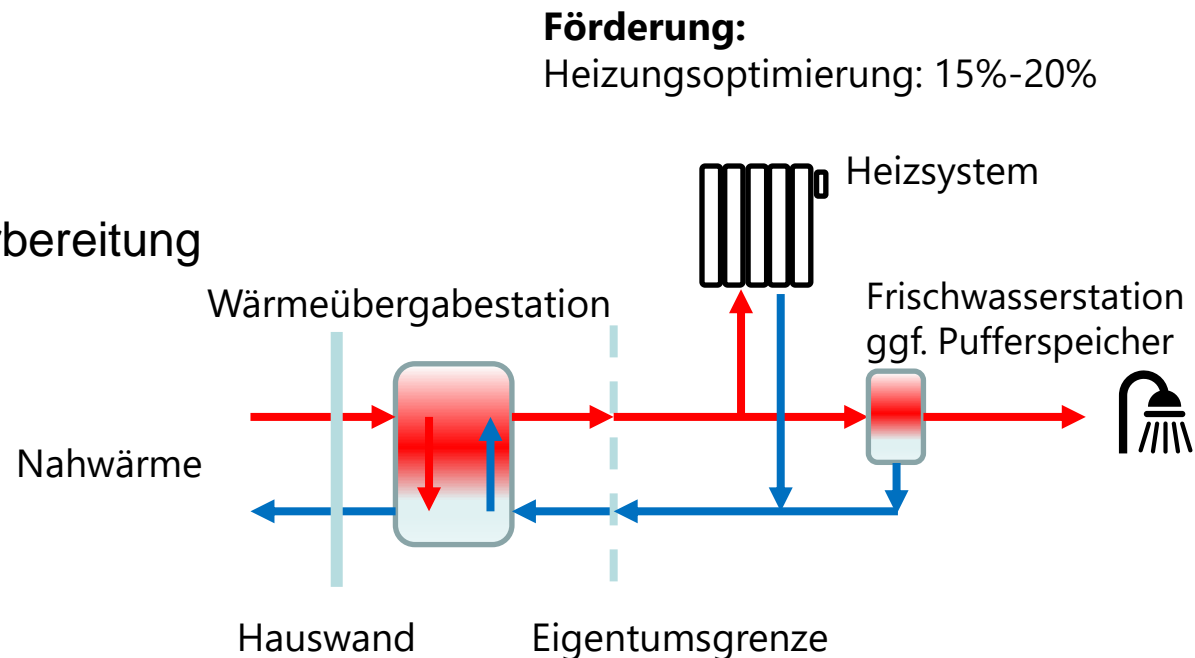 Förderung:
Heizungsoptimierung: 15%-20%
Heizsystem
bereitung
Wärmeübergabestation
Frischwasserstation
ggf. Pufferspeicher
Nahwärme
Hauswand
Eigentumsgrenze